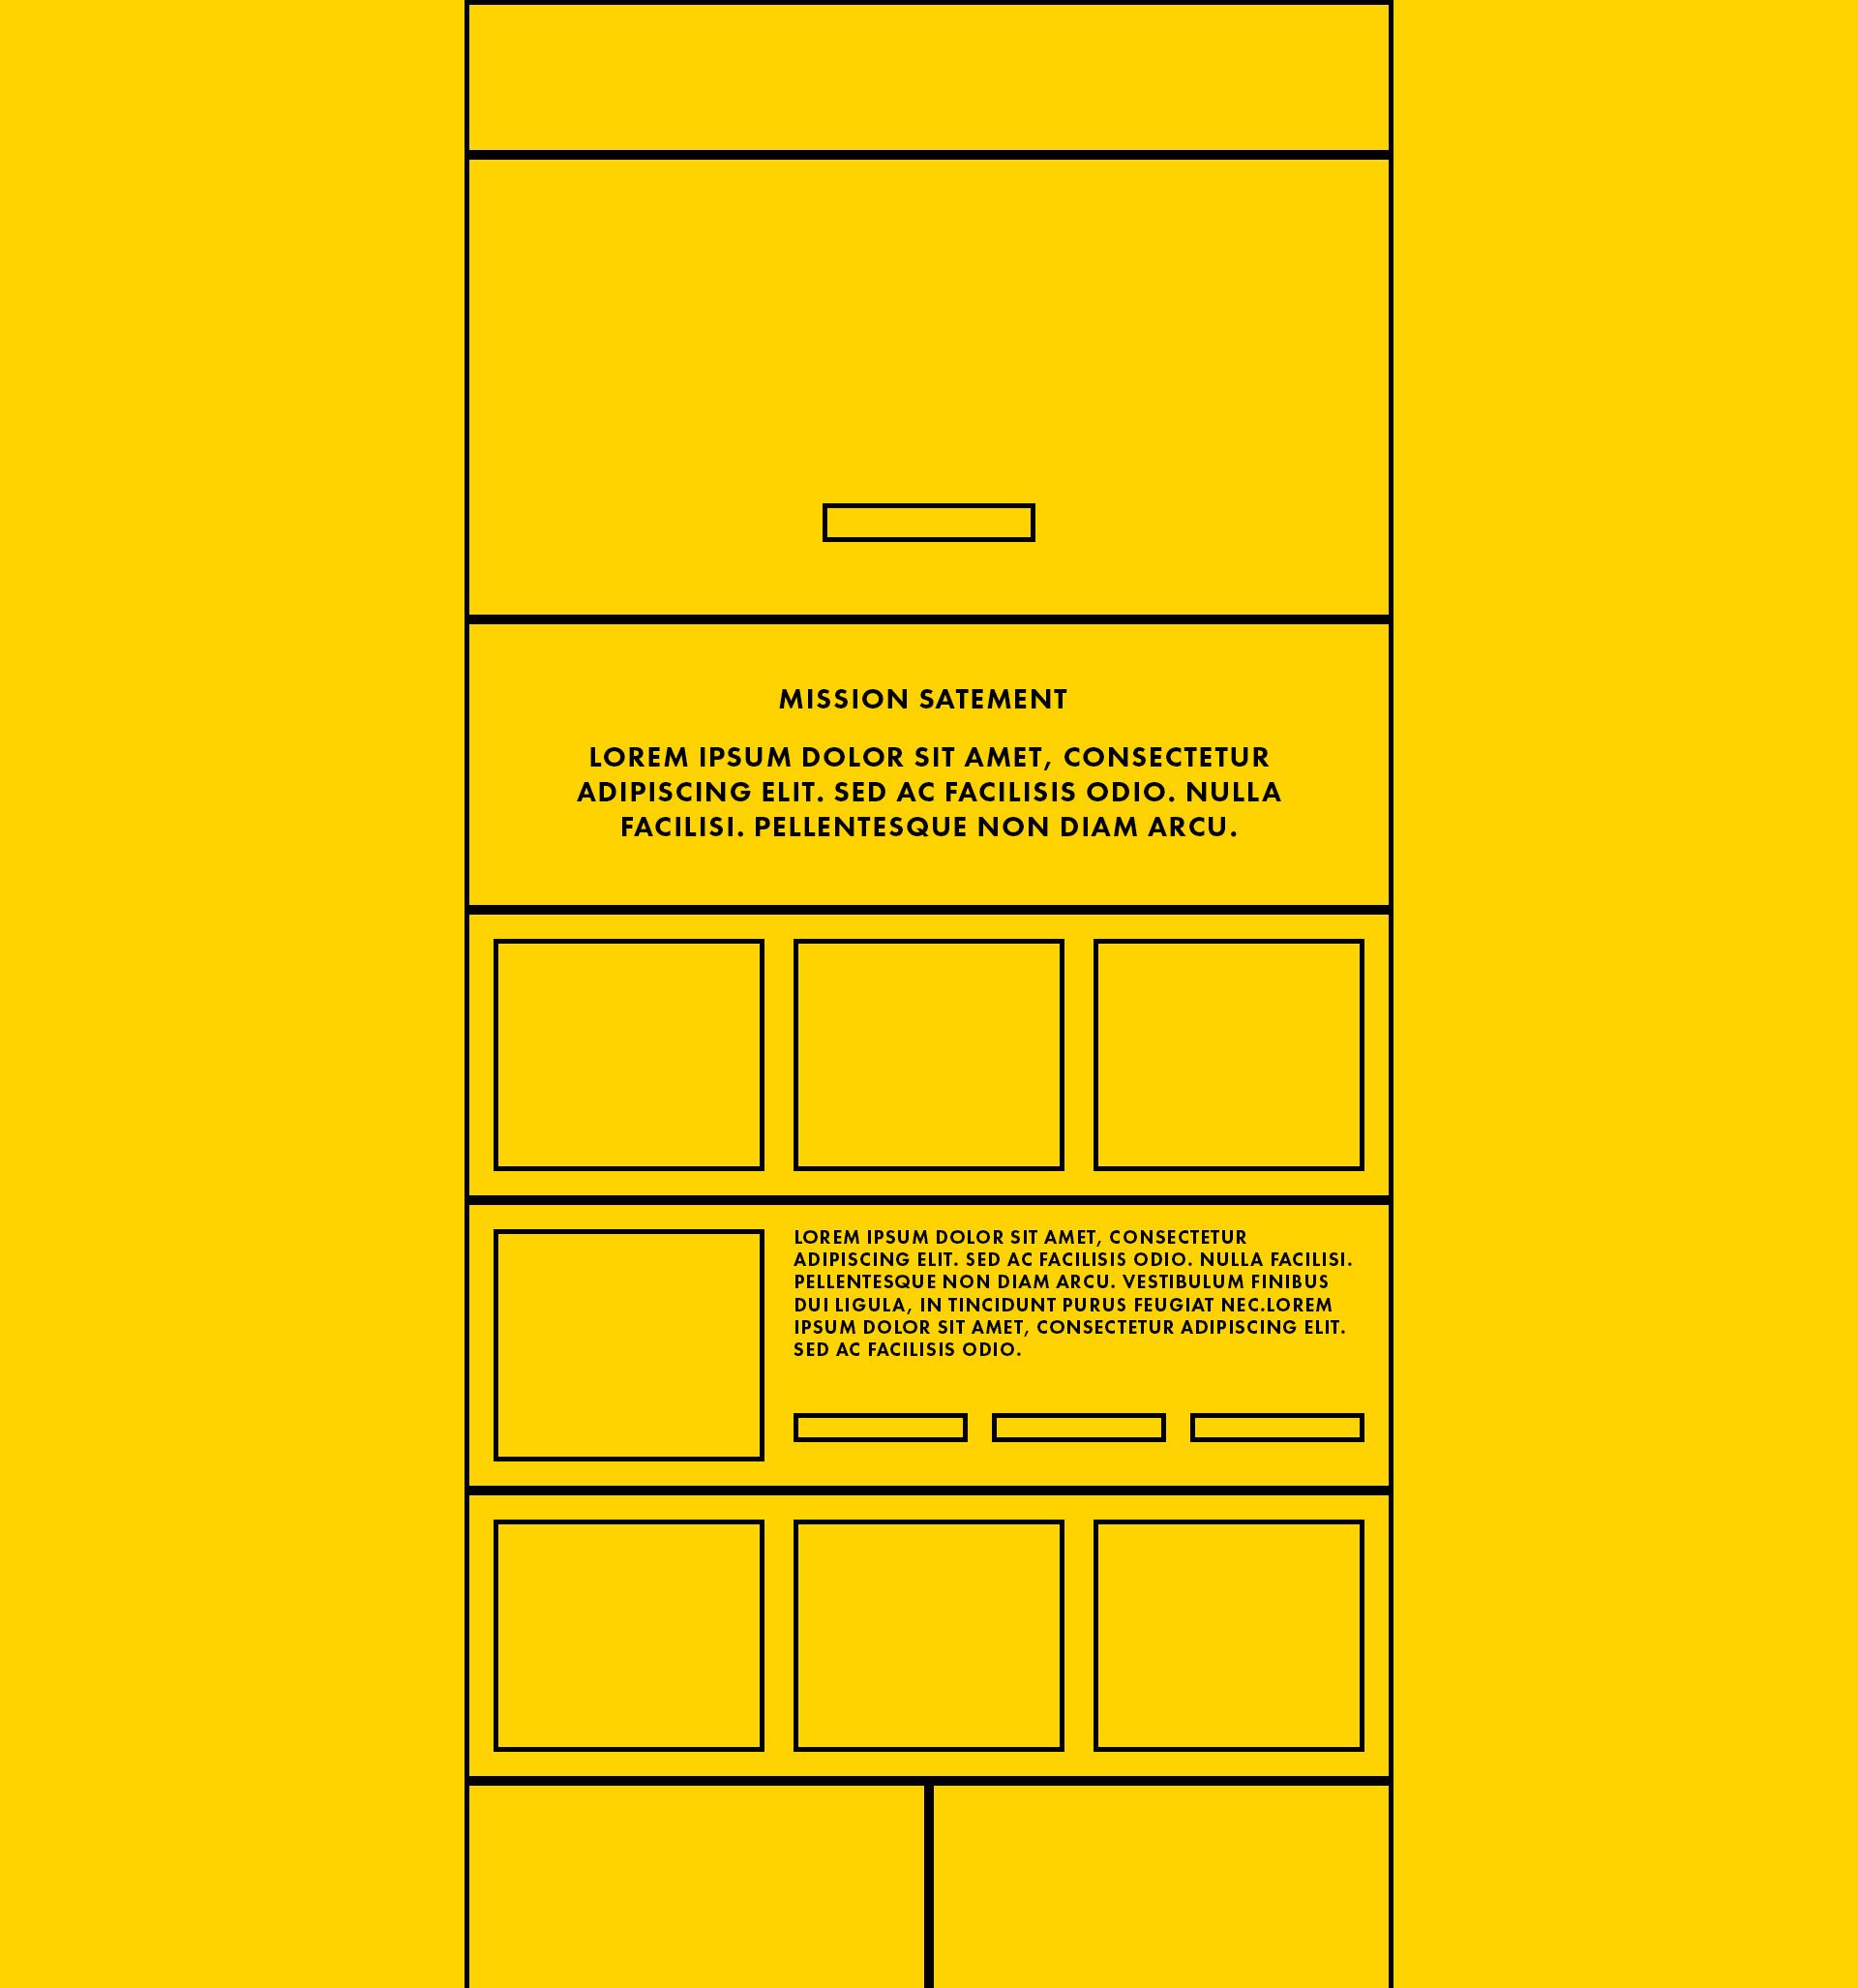 MISSION SATEMENT
LOREM IPSUM DOLOR SIT AMET, CONSECTETUR
ADIPISCING ELIT. SED AC FACILISIS ODIO. NULLA
FACILISI. PELLENTESQUE NON DIAM ARCU.
LOREM IPSUM DOLOR SIT AMET, CONSECTETUR
ADIPISCING ELIT. SED AC FACILISIS ODIO. NULLA FACILISI.
PELLENTESQUE NON DIAM ARCU. VESTIBULUM FINIBUS
DUI LIGULA, IN TINCIDUNT PURUS FEUGIAT NEC.LOREM
IPSUM DOLOR SIT AMET, CONSECTETUR ADIPISCING ELIT.
SED AC FACILISIS ODIO.